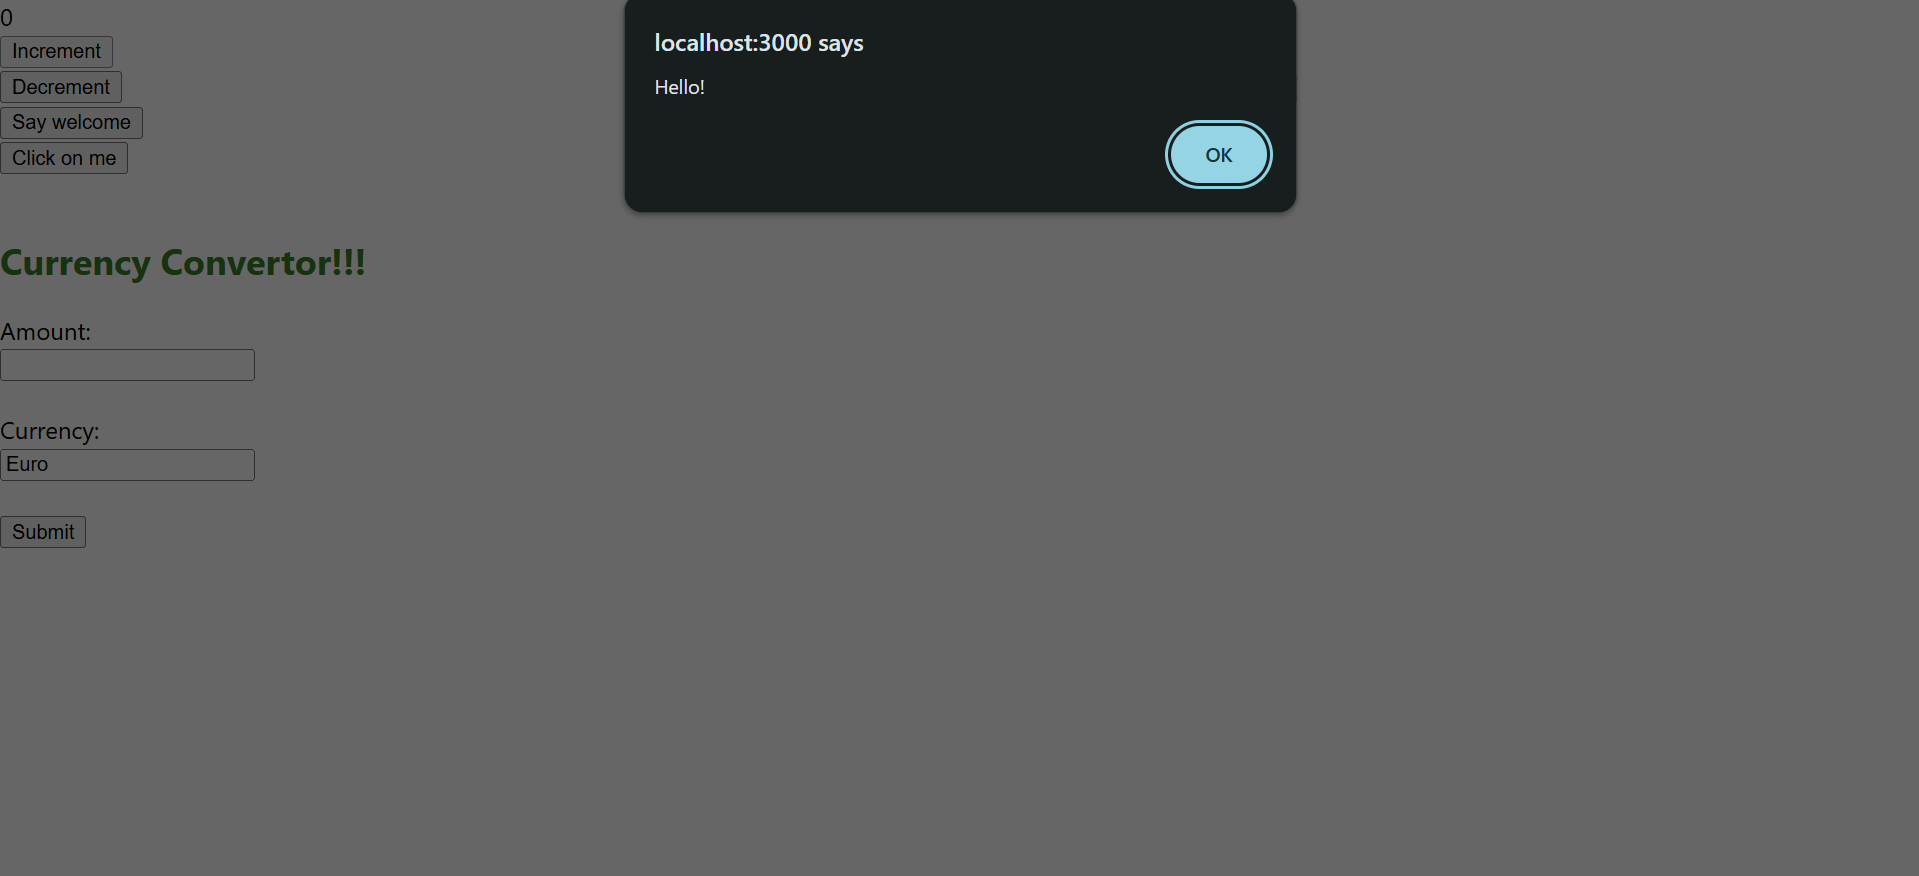 0
Increment
Decrement
Say welcome
Click on me
localhost:3000 says
Hello!
OK
Currency Convertor!!!
Amount:
Currency:
Euro
Submit